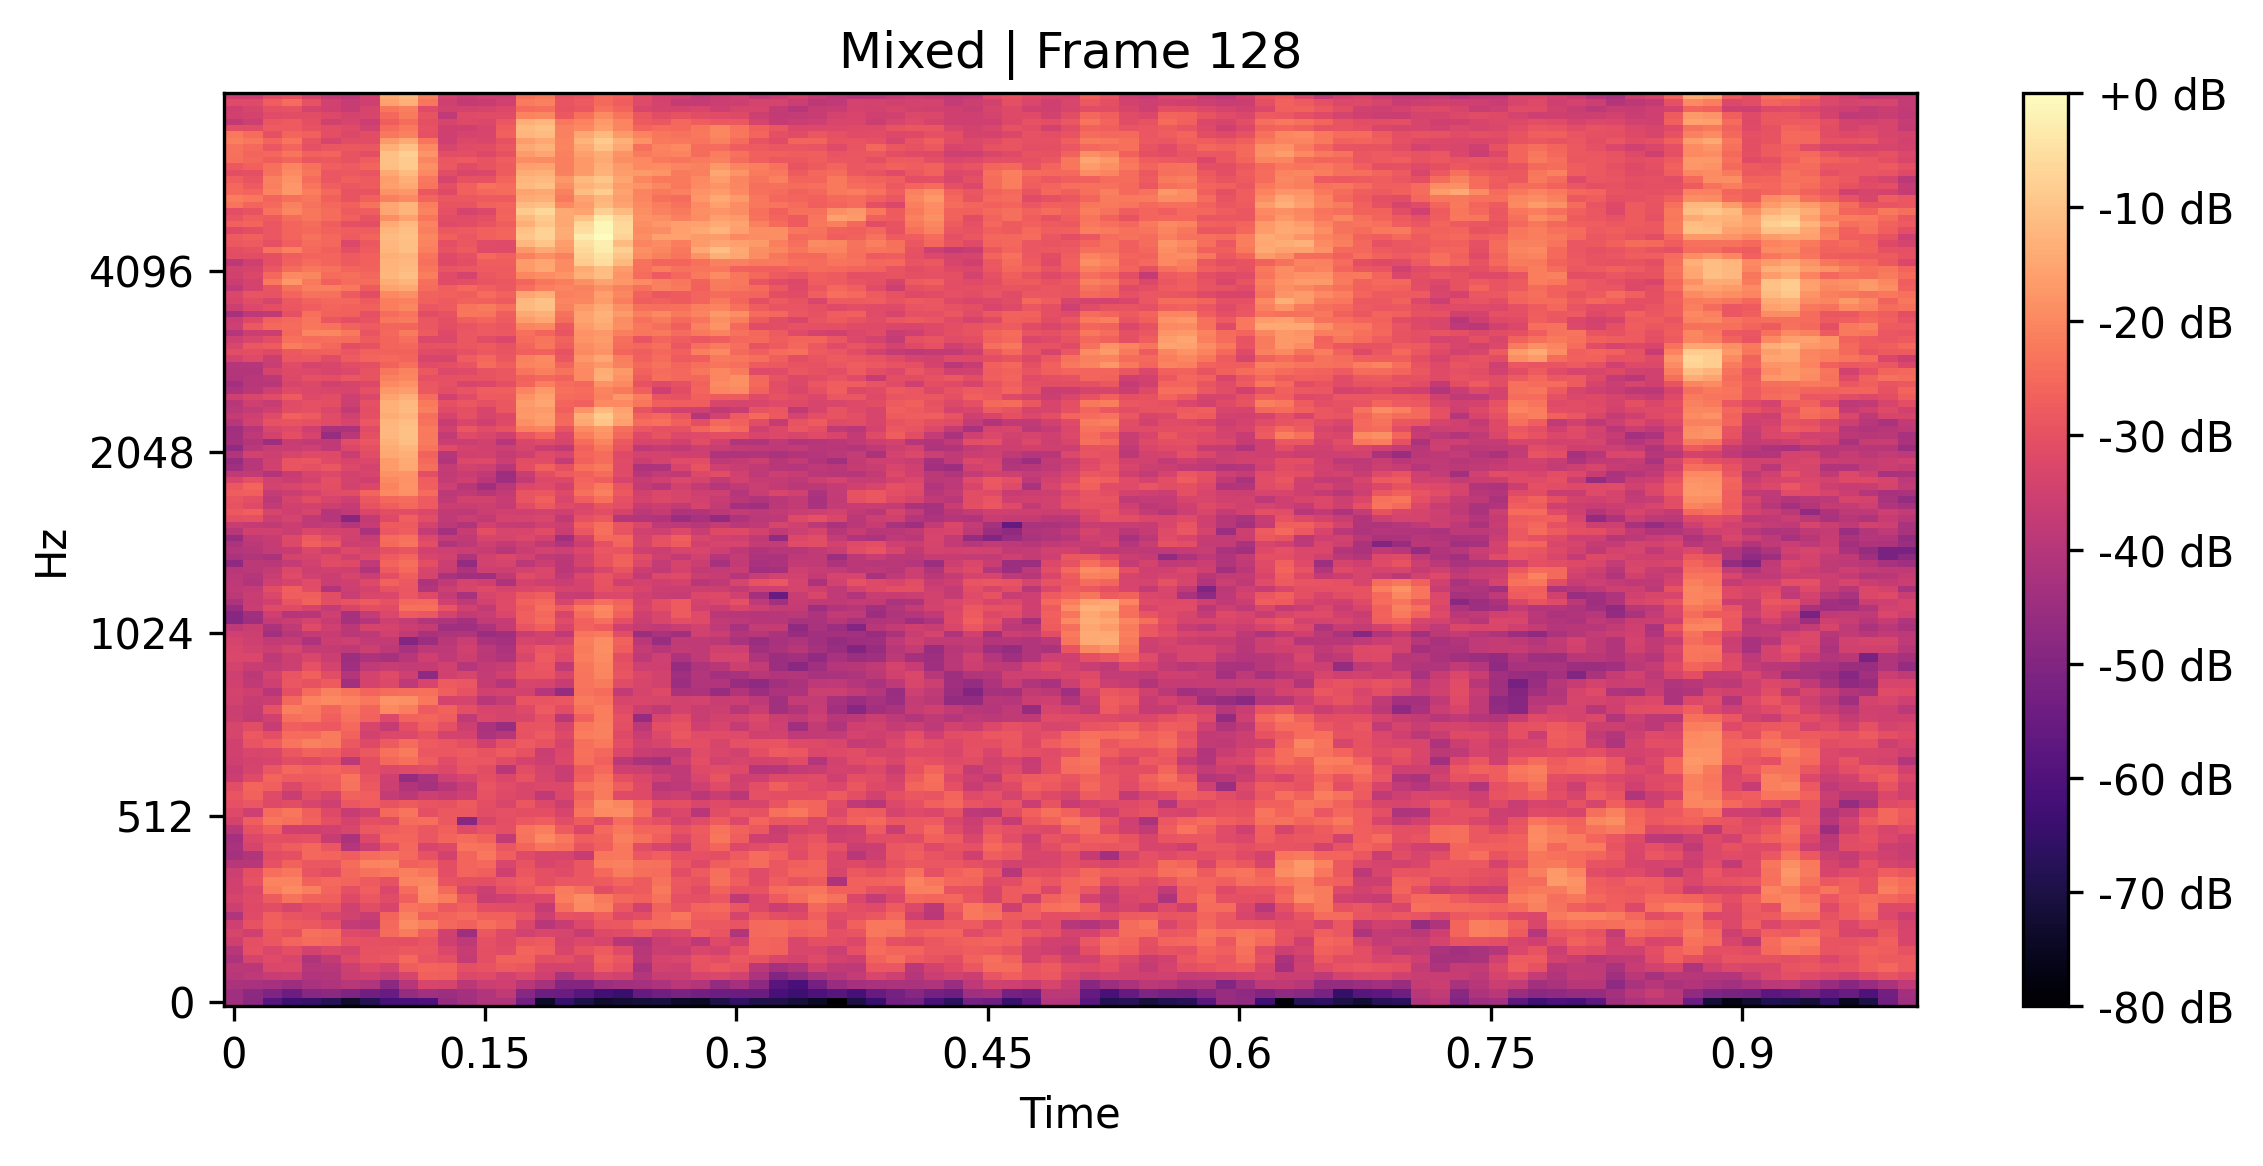 Mixed | Frame 128
+0 dB
-10 dB
-20 dB
-30 dB
-40 dB
-50 dB
-60 dB
-70 dB
-80 dB
Hz
4096
2048
1024
512
0
0 0.15 0.3 0.45 0.6 0.75 0.9
Time